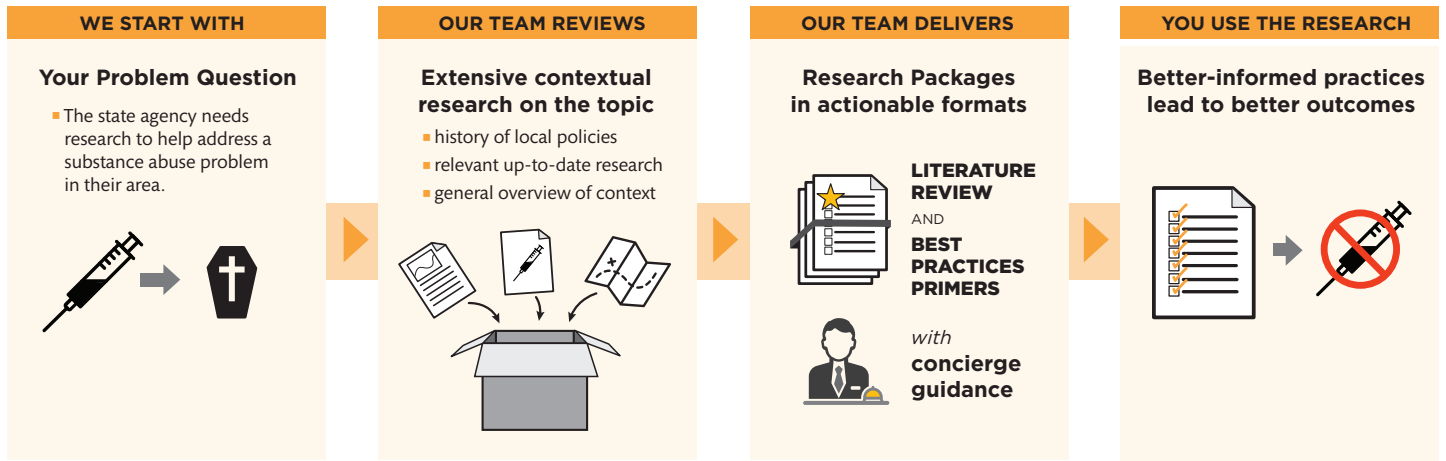 WE START WITH
Your Problem Question
The state agency needs
research to help address a
substance abuse problem
in their area.
OUR TEAM REVIEWS
Extensive contextual
research on the topic
history of local policies
relevant up-to-date research
general overview of context
OUR TEAM DELIVERS
Research Packages
in actionable formats
LITERATURE
REVIEW
AND
BEST
PRACTICES
PRIMERS
with
concierge
guidance
YOU USE THE RESEARCH
Better-informed practices
lead to better outcomes